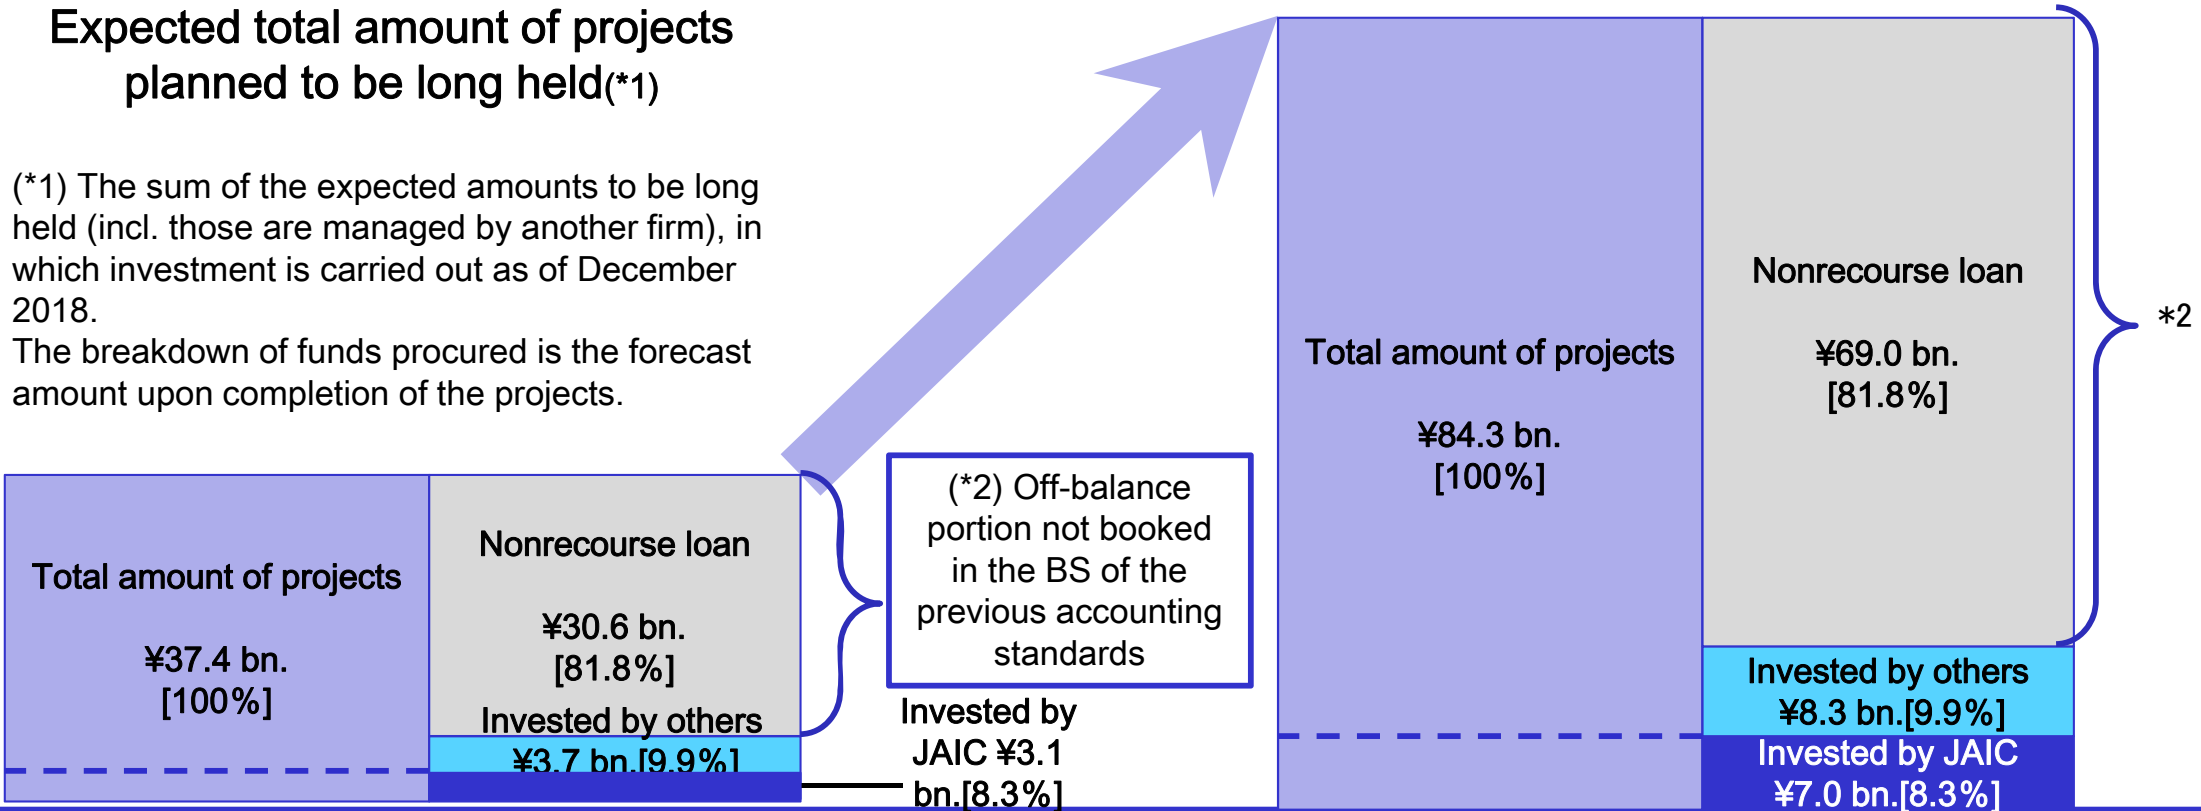 Expected total amount of projects
planned to be long held(*1)
(*1) The sum of the expected amounts to be long
held (incl. those are managed by another firm), in
which investment is carried out as of December
2018.
The breakdown of funds procured is the forecast
amount upon completion of the projects.
Total amount of projects
¥37.4 bn.
[100%]
Nonrecourse loan
¥30.6 bn.
[81.8%]
Invested by others
¥3.7 bn.[9.9%]
(*2) Off-balance
portion not booked
in the BS of the
previous accounting
standards
Invested by
JAIC ¥3.1
bn.[8.3%]
Total amount of projects
¥84.3 bn.
[100%]
Nonrecourse loan
¥69.0 bn.
[81.8%]
*2
Invested by others
¥8.3 bn.[9.9%]
Invested by JAIC
¥7.0 bn.[8.3%]